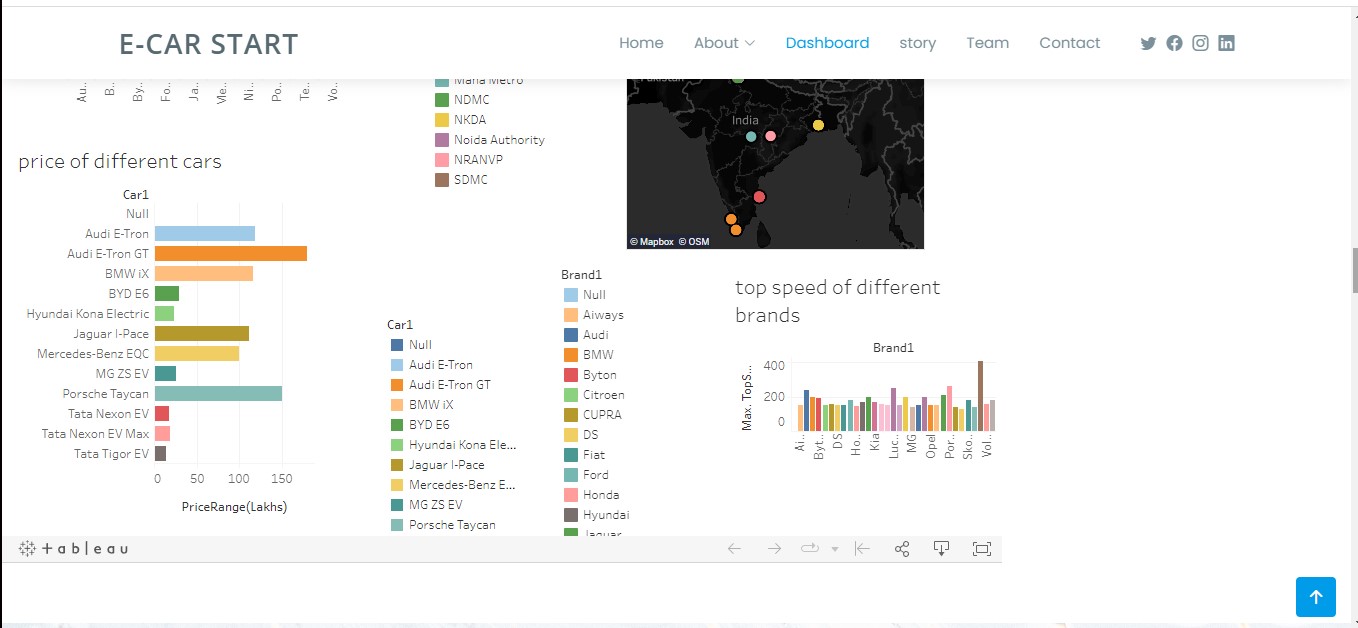 E-CAR START
Home
About
Dashboard
story
Team
Contact
Au..
B..
By..
Fo..
Ja..
Me..
Ni..
Po..
Te..
Vo..
Maha Metro
NDMC
NKDA
Noida Authority
NRANVP
SDMC
Pakistan
India
© Mapbox © OSM
price of different cars
Car1
Null
Audi E-Tron
Audi E-Tron GT
BMW iX
BYD E6
Hyundai Kona Electric
Jaguar I-Pace
Mercedes-Benz EQC
MG ZS EV
Porsche Taycan
Tata Nexon EV
Tata Nexon EV Max
Tata Tigor EV
0 50 100 150
PriceRange(Lakhs)
Car1
Null
Audi E-Tron
Audi E-Tron GT
BMW iX
BYD E6
Hyundai Kona Ele...
Jaguar I-Pace
Mercedes-Benz E...
MG ZS EV
Porsche Taycan
Brand1
Null
Aiways
Audi
BMW
Byton
Citroen
CUPRA
DS
Fiat
Ford
Honda
Hyundai
Jaguar
top speed of different
brands
Brand1
Max. TopS...
400
200
0
Ai..
Byt..
DS
Ho..
Kia
Luc..
MG
Opel
Por..
Sko..
Vol..
+ a b l e a u